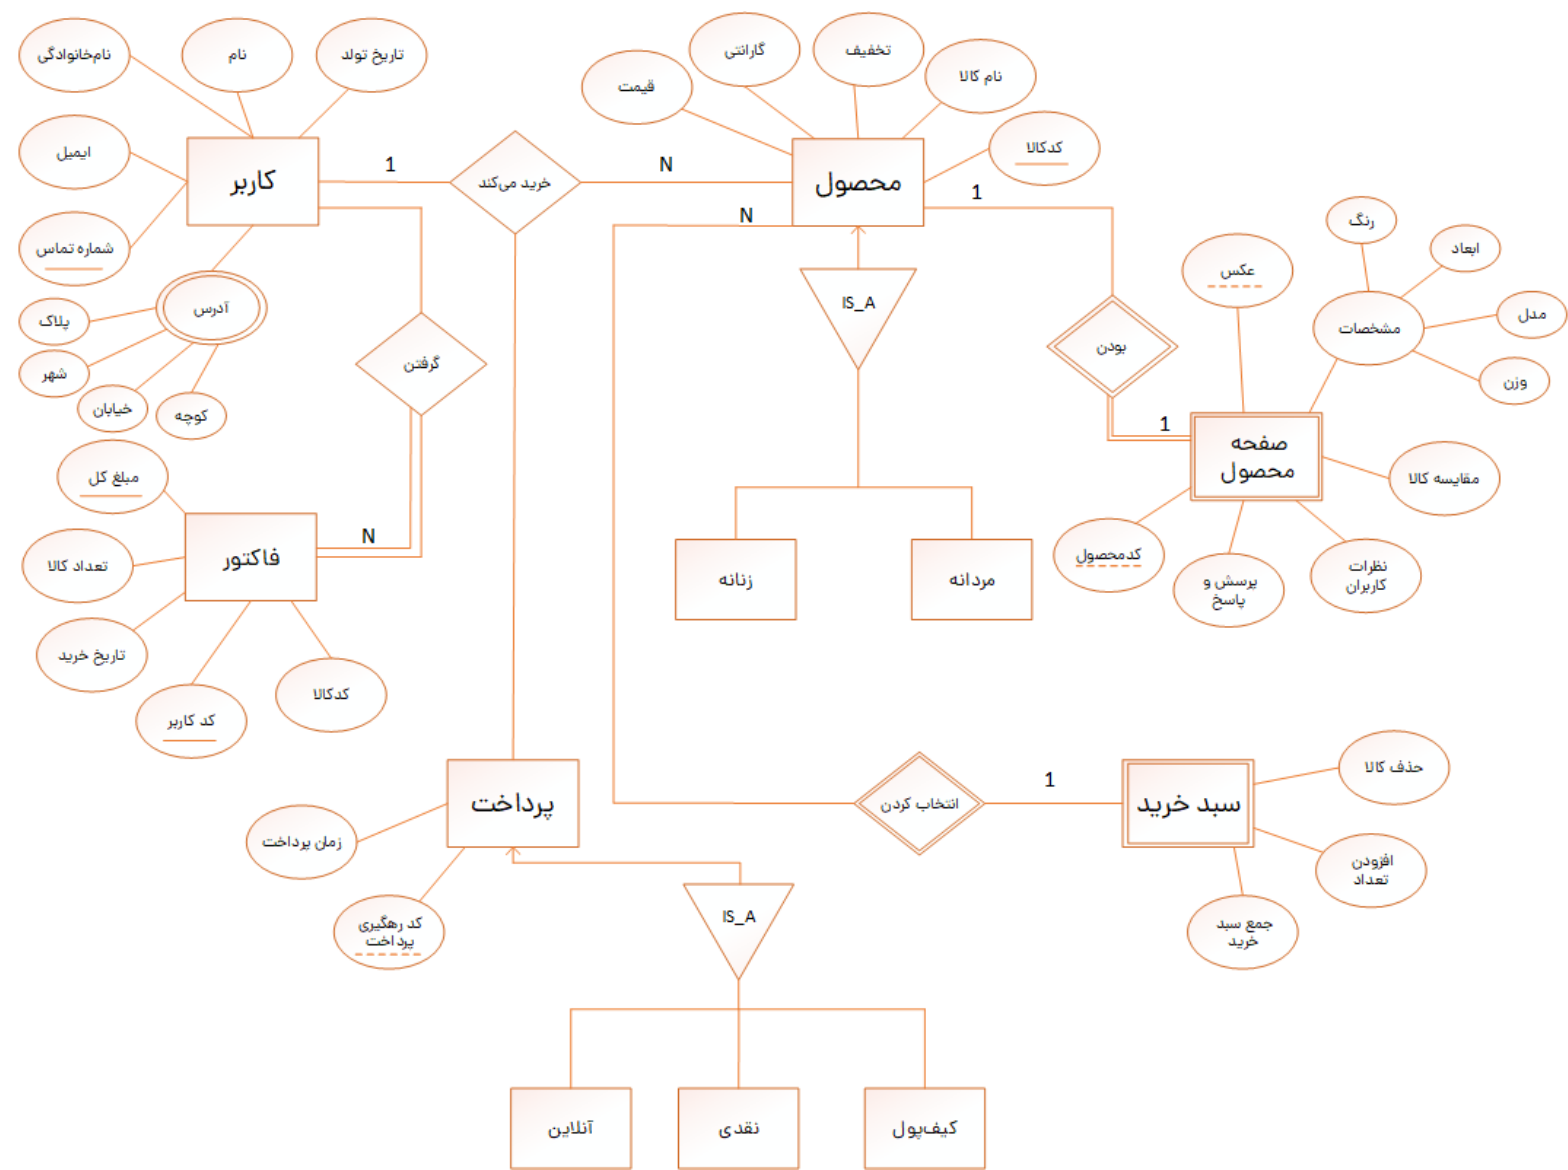 نام‌خانوادگی
نام
تاریخ تولد
ایمیل
شماره تماس
کاربر
آدرس
پلاک
شهر
خیابان
کوچه
1
خرید می‌کند
N
قیمت
گارانتی
تخفیف
نام کالا
کدکالا
محصول
1
N
IS_A
زنانه
مردانه
گرفتن
N
مبلغ کل
فاکتور
تعداد کالا
تاریخ خرید
کد کاربر
کدکالا
بودن
1
عکس
رنگ
ابعاد
مدل
وزن
مشخصات
صفحه
محصول
مقایسه کالا
نظرات
کاربران
پرسش و
پاسخ
کدمحصول
پرداخت
زمان پرداخت
کد رهگیری
پرداخت
IS_A
آنلاین
نقدی
کیف‌پول
انتخاب کردن
1
سبد خرید
حذف کالا
افزودن
تعداد
جمع سبد
خرید